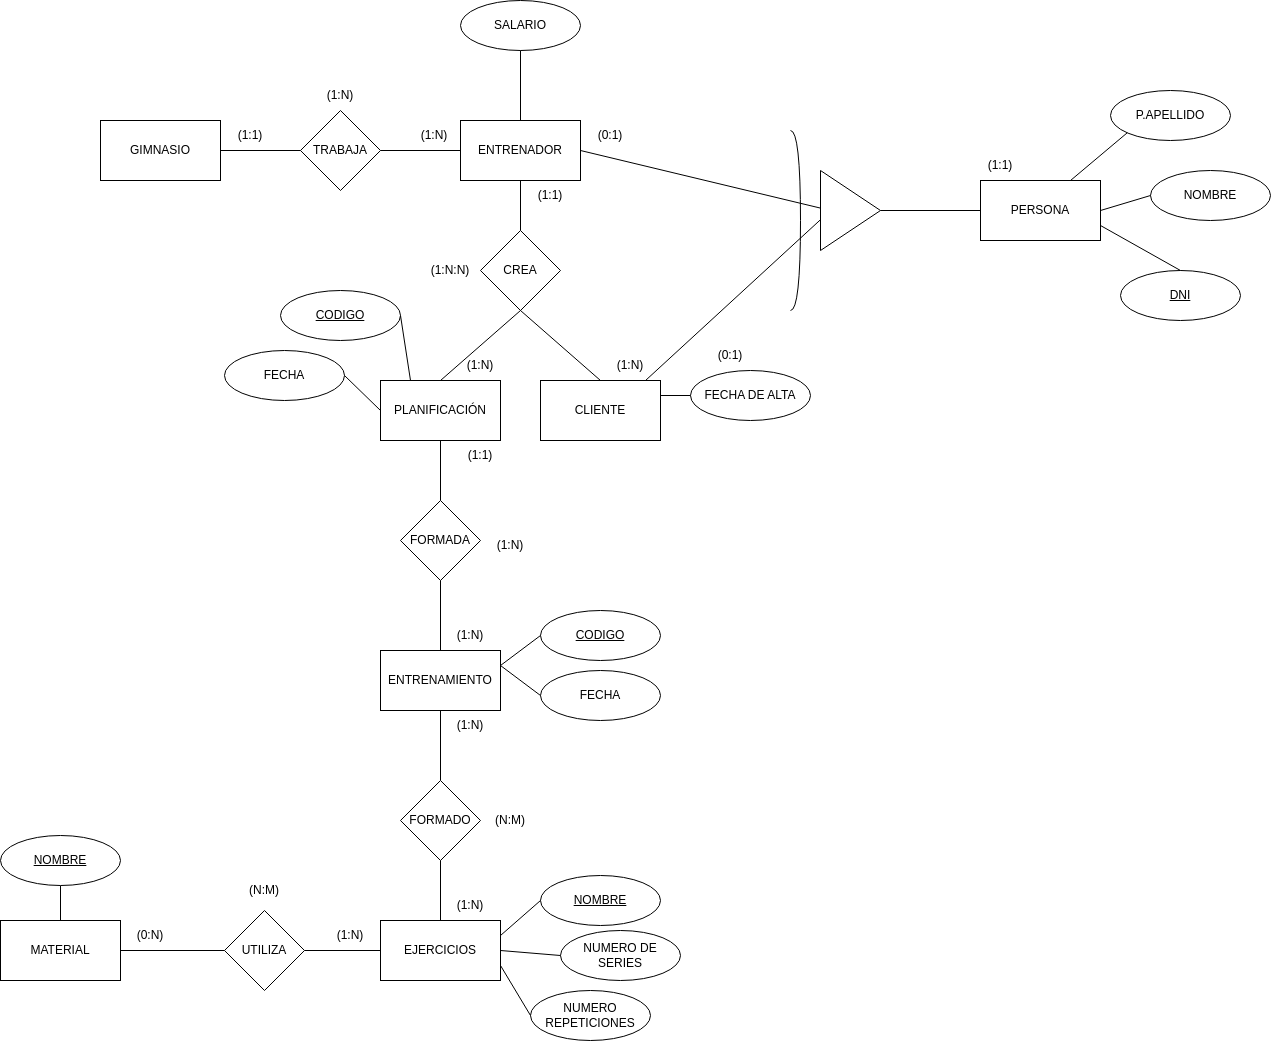 SALARIO
(1:N)
P.APELLIDO
(1:1)
(1:N)
(0:1)
GIMNASIO
TRABAJA
ENTRENADOR
(1:1)
NOMBRE
(1:1)
PERSONA
CREA
(1:N:N)
DNI
CODIGO
(0:1)
(1:N)
(1:N)
FECHA
FECHA DE ALTA
PLANIFICACIÓN
CLIENTE
(1:1)
FORMADA
(1:N)
(1:N)
CODIGO
ENTRENAMIENTO
FECHA
(1:N)
FORMADO
(N:M)
NOMBRE
(N:M)
(1:N)
NOMBRE
(0:N)
(1:N)
MATERIAL
UTILIZA
EJERCICIOS
NUMERO DE
SERIES
NUMERO
REPETICIONES